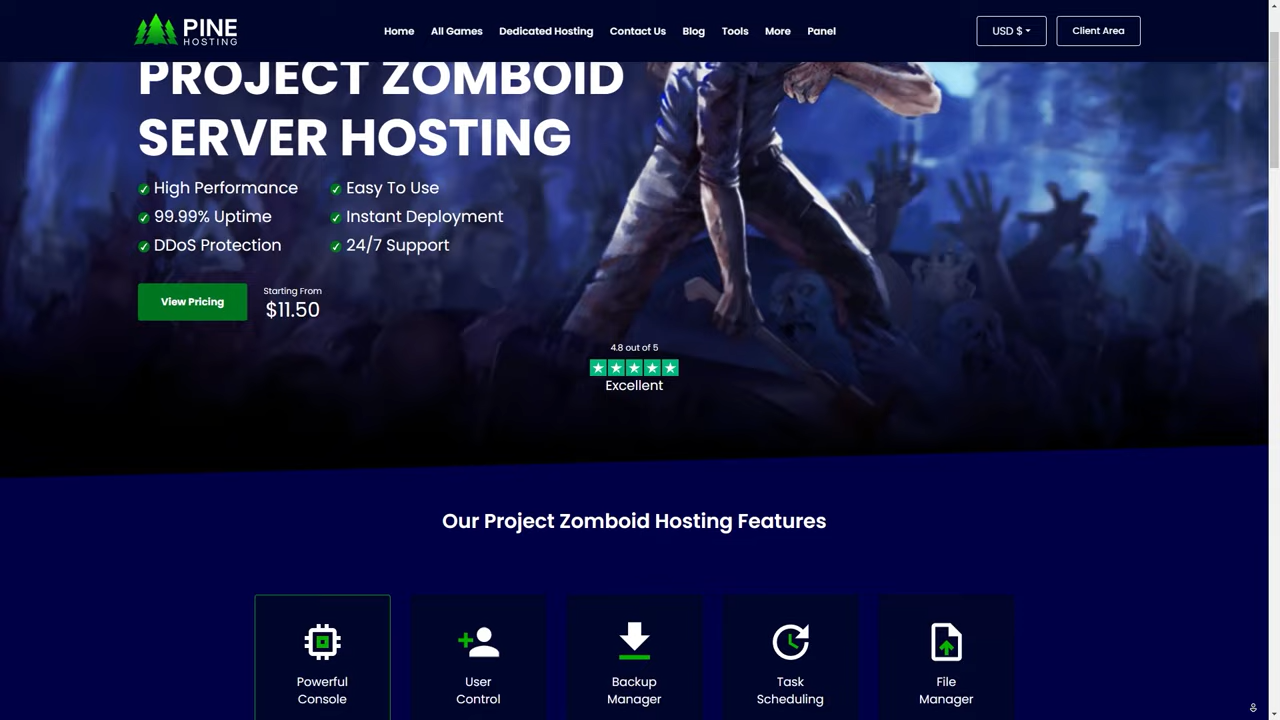 PINE
HOSTING
Home
All Games
Dedicated Hosting
Contact Us
Blog
Tools
More
Panel
USD $
Client Area
PROJECT ZOMBOID
SERVER HOSTING
High Performance
Easy To Use
99.99% Uptime
Instant Deployment
DDoS Protection
24/7 Support
View Pricing
Starting From
$11.50
4.8 out of 5
Excellent
Our Project Zomboid Hosting Features
Powerful
Console
User
Control
Backup
Manager
Task
Scheduling
File
Manager